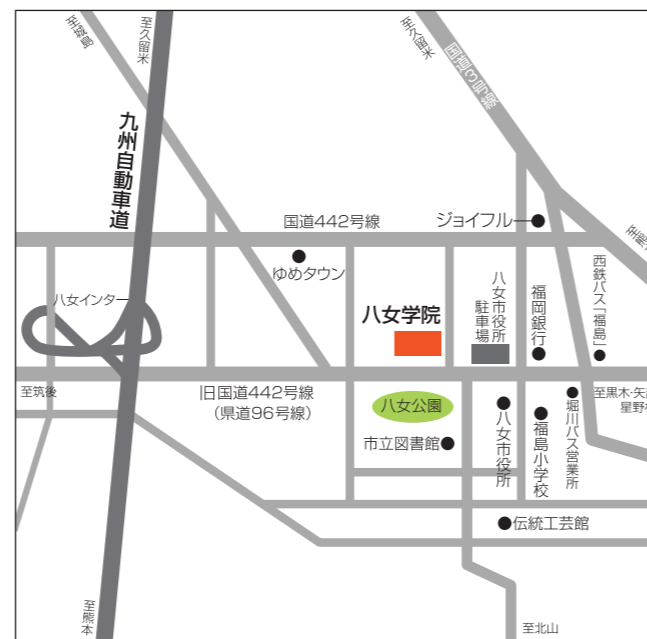 至城島
至久留米
至久留米
国道3号線
九州自動車道
国道442号線
ジョイフル
ゆめタウン
西鉄バス「福島」
八女インター
八女学院
八女市役所
駐車場
福岡銀行
至筑後
旧国道442号線
(県道96号線)
八女公園
市立図書館
八女市役所
福島小学校
堀川バス営業所
至黒木・矢
星野
伝統工芸館
至熊本
至北山